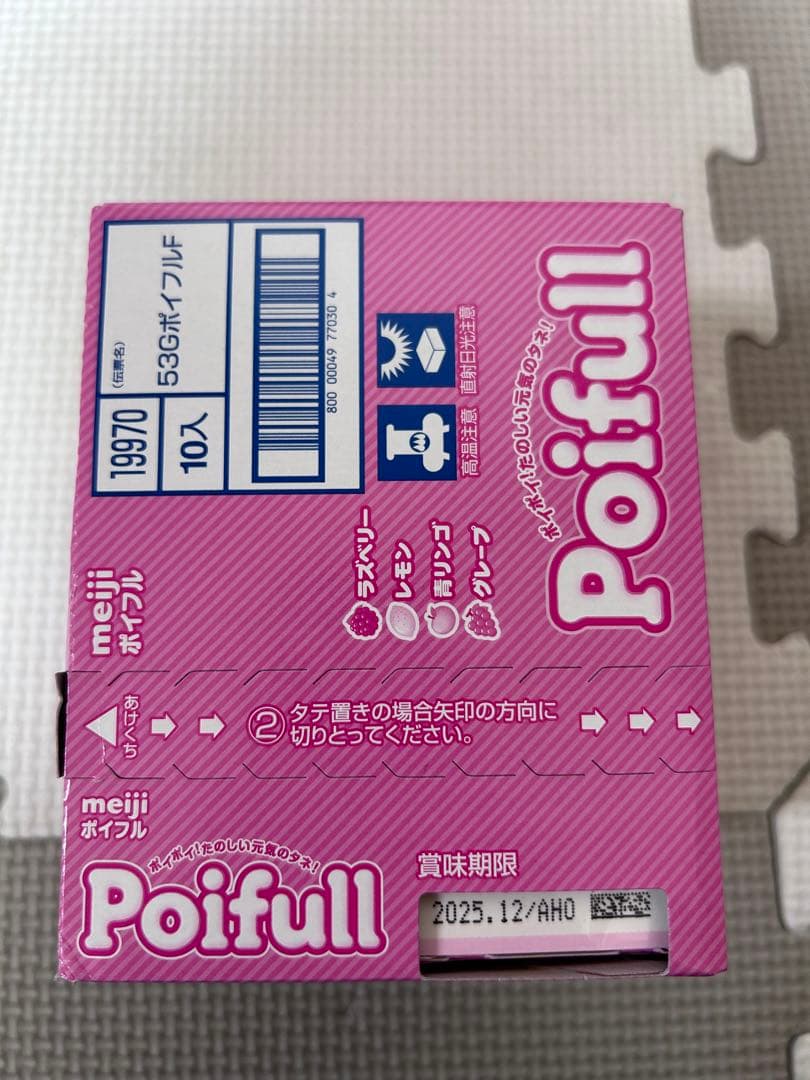 19970
(伝票名)
53GポイフルF
10入
800 00049 77030 4
高温注意
直射日光注意
meiji
ポイフル
ラズベリー
レモン
青リンゴ
グレープ
ポイポイ!たのしい元気のタネ!
Poifull
あけくち
②タテ置きの場合矢印の方向に
切りとってください。
meiji
ポイフル
ポイポイ!たのしい元気のタネ!
Poifull
賞味期限
2025.12/AHO